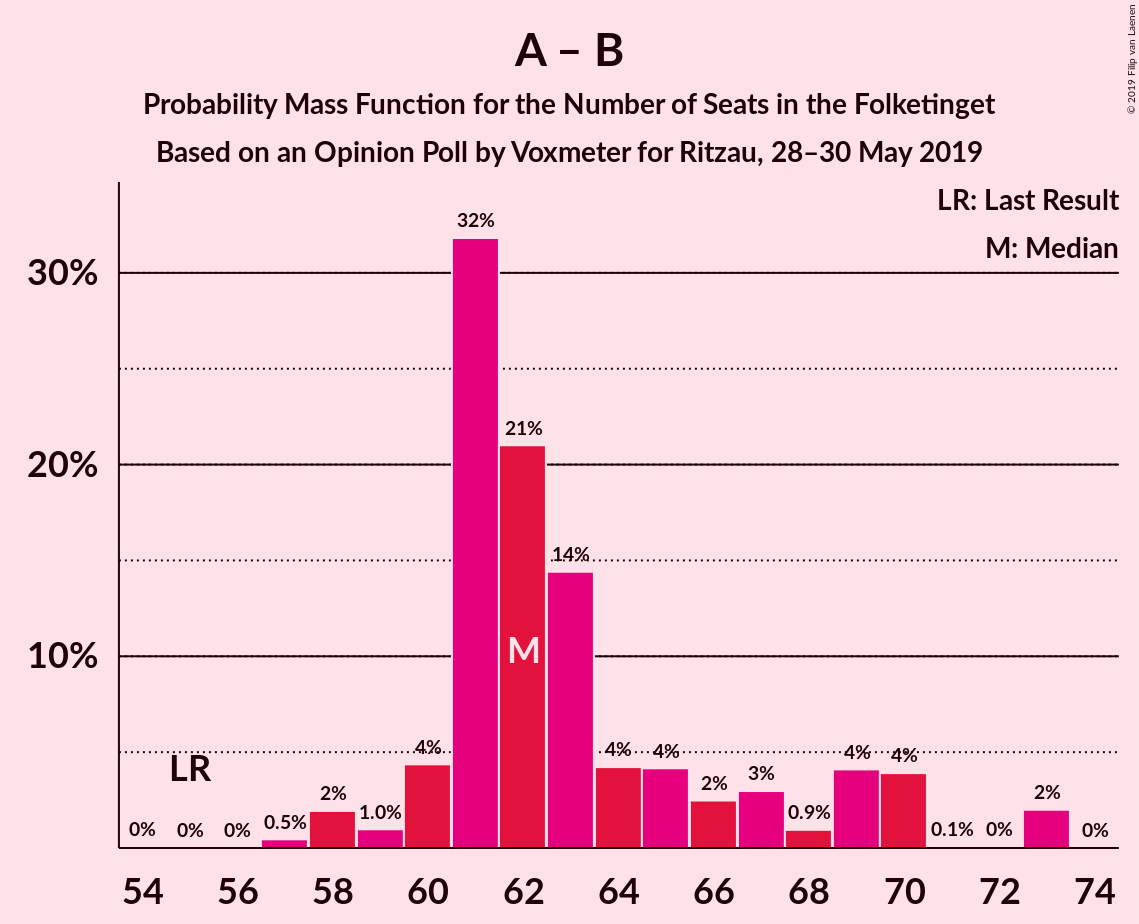 A – B
Probability Mass Function for the Number of Seats in the Folketinget
Based on an Opinion Poll by Voxmeter for Ritzau, 28–30 May 2019
© 2019 Filip van Laenen
LR: Last Result
M: Median
30%
20%
10%
0%
0%
0%
0.5%
2%
1.0%
4%
32%
21%
14%
4%
4%
2%
3%
0.9%
4%
4%
0.1%
0%
2%
0%
LR
M
54 56 58 60 62 64 66 68 70 72 74